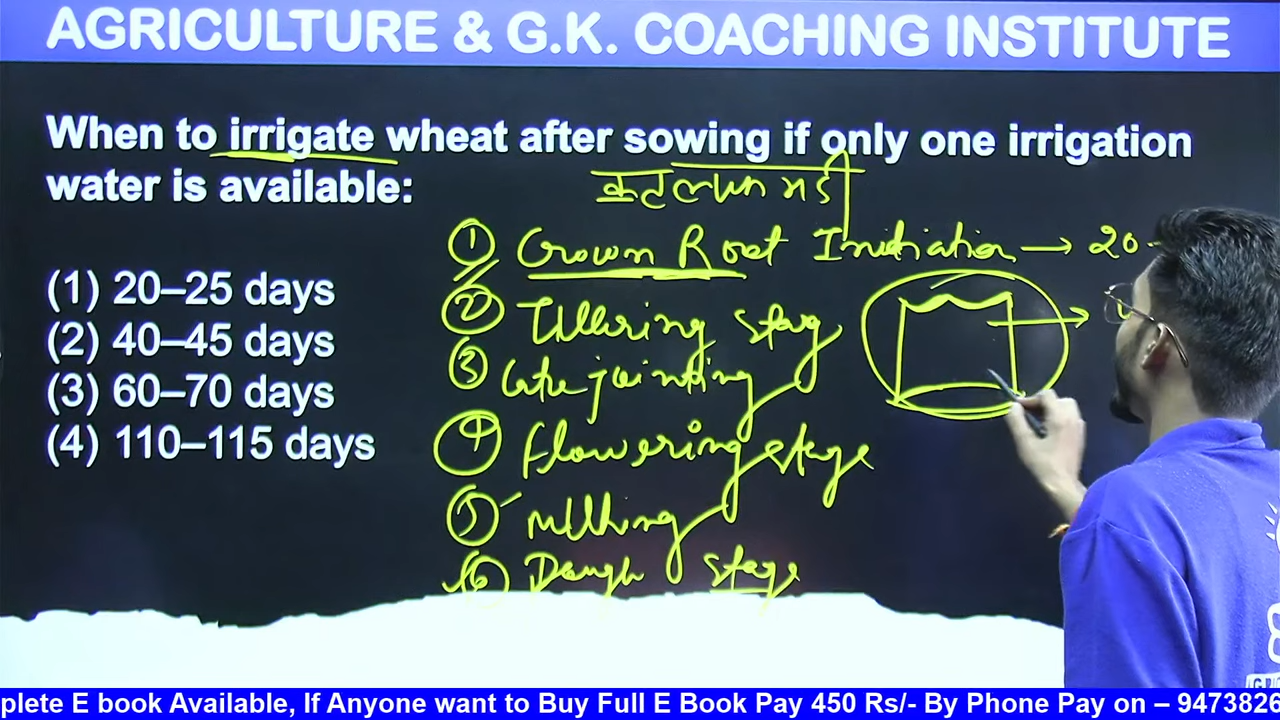 AGRICULTURE & G.K. COACHING INSTITUTE
When to irrigate wheat after sowing if only one irrigation
water is available:
(1) 20–25 days
(2) 40–45 days
(3) 60–70 days
(4) 110–115 days
① Crown Root Initiation → 20-
② Tillering stage
③ Late jointing
④ flowering stage
⑤ milking
⑥ Dough stage
plete E book Available, If Anyone want to Buy Full E Book Pay 450 Rs/- By Phone Pay on – 9473826